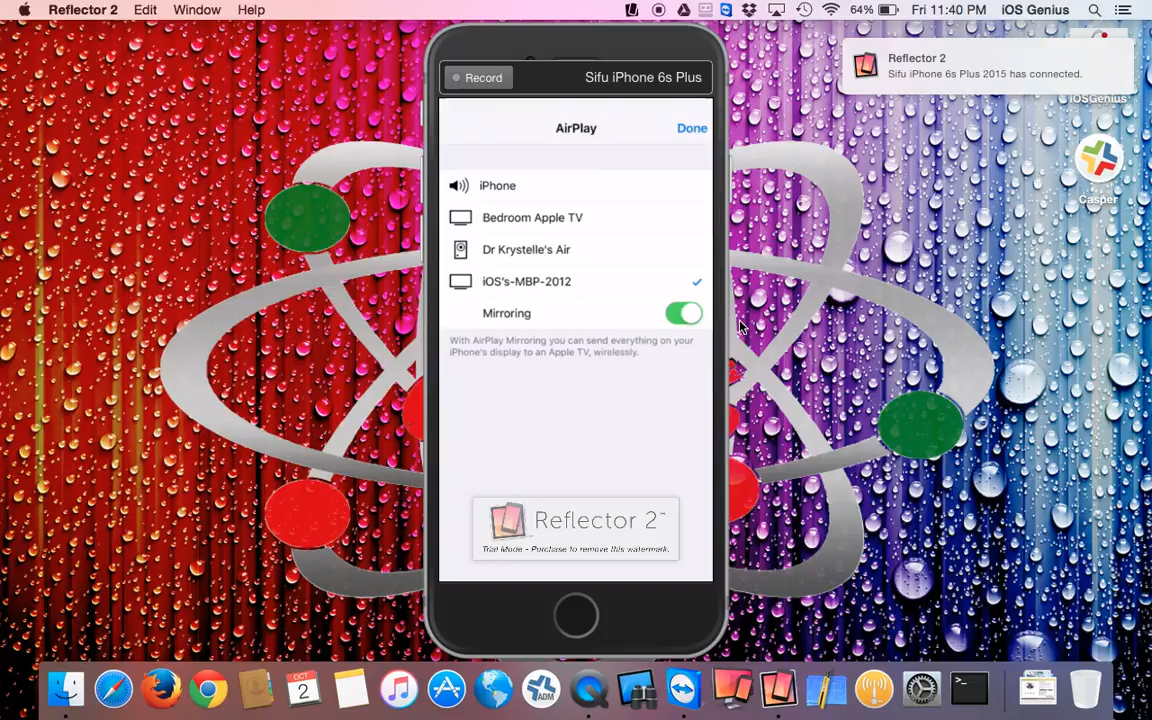 Reflector 2 Edit Window Help 64% Fri 11:40 PM iOS Genius
Reflector 2
Sifu iPhone 6s Plus 2015 has connected.
iOSGenius
Casper
Record Sifu iPhone 6s Plus
AirPlay Done
iPhone
Bedroom Apple TV
Dr Krystelle's Air
iOS's-MBP-2012
Mirroring
With AirPlay Mirroring you can send everything on your
iPhone's display to an Apple TV, wirelessly.
Reflector 2™
Trial Mode - Purchase to remove this watermark.
OCT
2
ADM